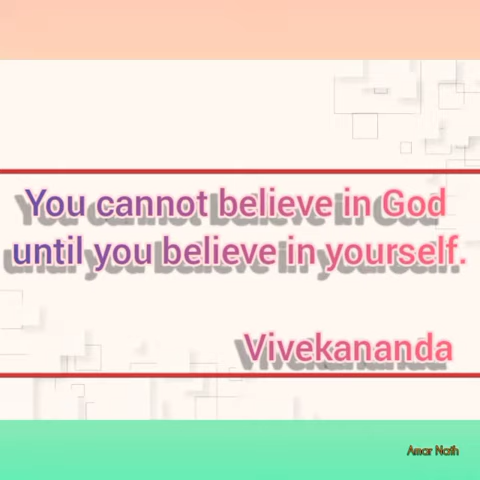 You cannot believe in God
until you believe in yourself.
Vivekananda
Amar Nath